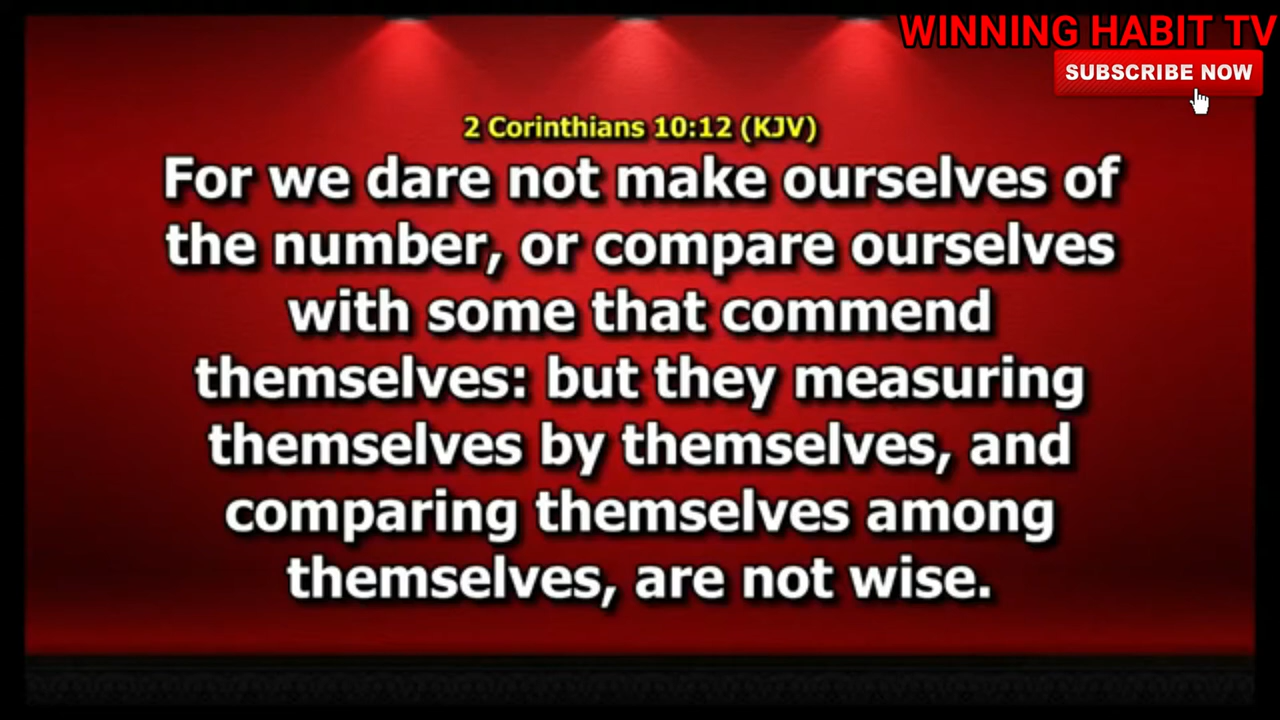 WINNING HABIT TV
SUBSCRIBE NOW
2 Corinthians 10:12 (KJV)
For we dare not make ourselves of
the number, or compare ourselves
with some that commend
themselves: but they measuring
themselves by themselves, and
comparing themselves among
themselves, are not wise.